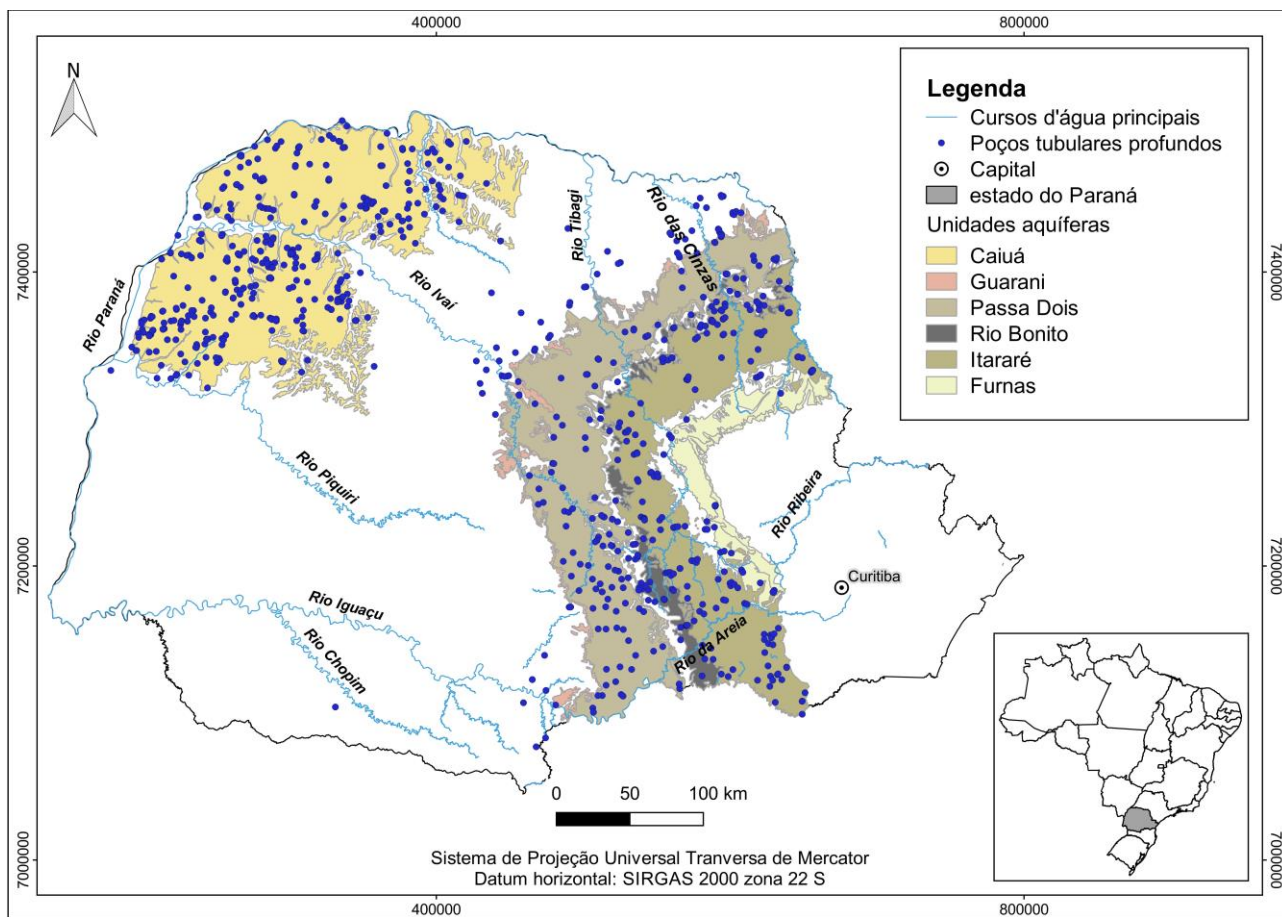 400000
800000
N
Legenda
Cursos d'água principais
Poços tubulares profundos
Capital
estado do Paraná
Unidades aquíferas
Caiuá
Guarani
Passa Dois
Rio Bonito
Itararé
Furnas
7400000
7400000
Rio Paraná
Rio Ivaí
Rio Tibagi
Rio das Cinzas
Rio Piquiri
Rio Ribeira
7200000
7200000
Curitiba
Rio Iguaçu
Rio Chopim
Rio da Areia
0 50 100 km
7000000
7000000
Sistema de Projeção Universal Tranversa de Mercator
Datum horizontal: SIRGAS 2000 zona 22 S
400000
800000